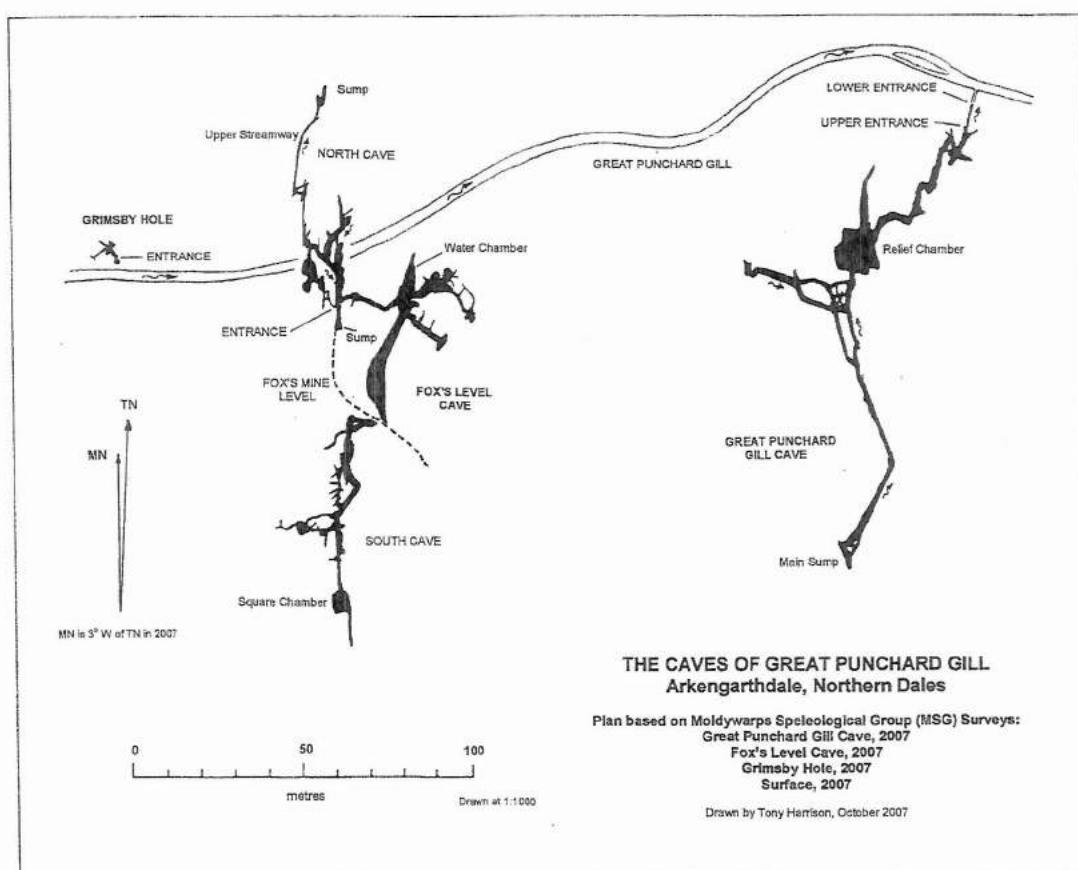 Sump
LOWER ENTRANCE
Upper Streamway
UPPER ENTRANCE
NORTH CAVE
GREAT PUNCHARD GILL
GRIMSBY HOLE
ENTRANCE
Water Chamber
Relief Chamber
ENTRANCE
Sump
FOX'S MINE
LEVEL
FOX'S LEVEL
CAVE
TN
MN
GREAT PUNCHARD
GILL CAVE
SOUTH CAVE
Main Sump
Square Chamber
MN is 3° W of TN in 2007
THE CAVES OF GREAT PUNCHARD GILL
Arkengarthdale, Northern Dales
Plan based on Moldywarps Speleological Group (MSG) Surveys:
Great Punchard Gill Cave, 2007
Fox's Level Cave, 2007
Grimsby Hole, 2007
Surface, 2007
Drawn by Tony Harrison, October 2007
0 50 100
metres
Drawn at 1:1000